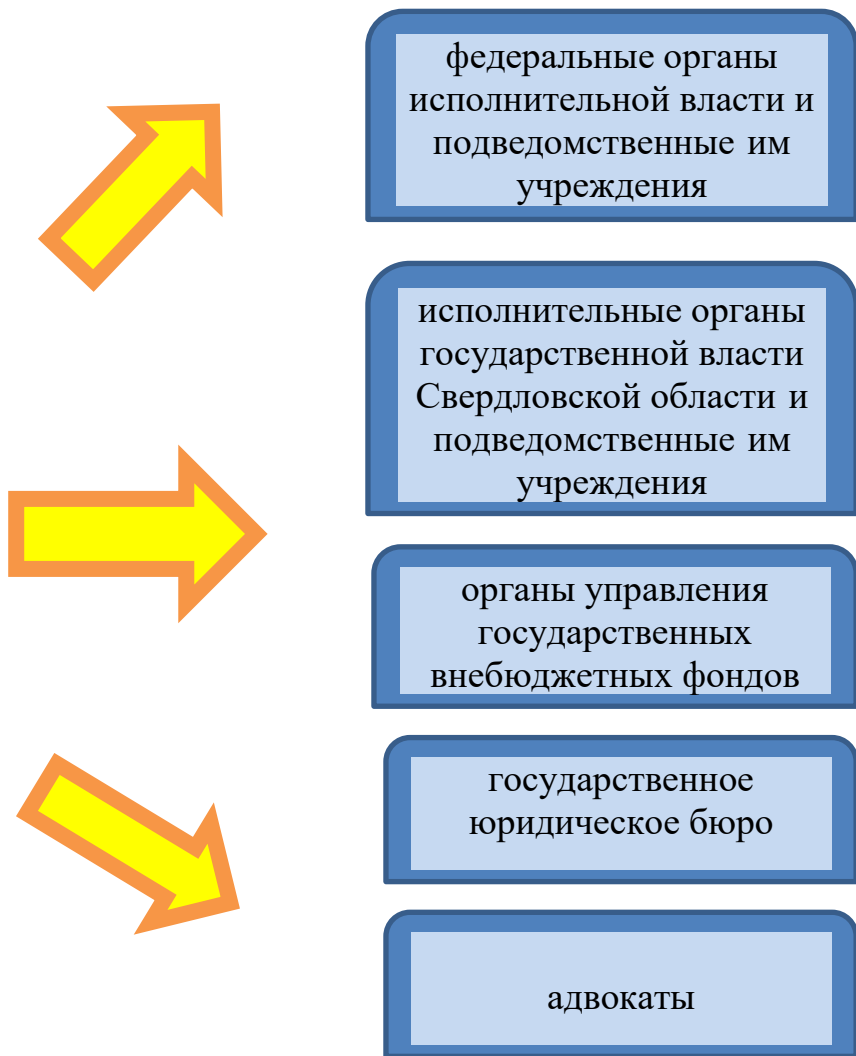 федеральные органы
исполнительной власти и
подведомственные им
учреждения
исполнительные органы
государственной власти
Свердловской области и
подведомственные им
учреждения
органы управления
государственных
внебюджетных фондов
государственное
юридическое бюро
адвокаты